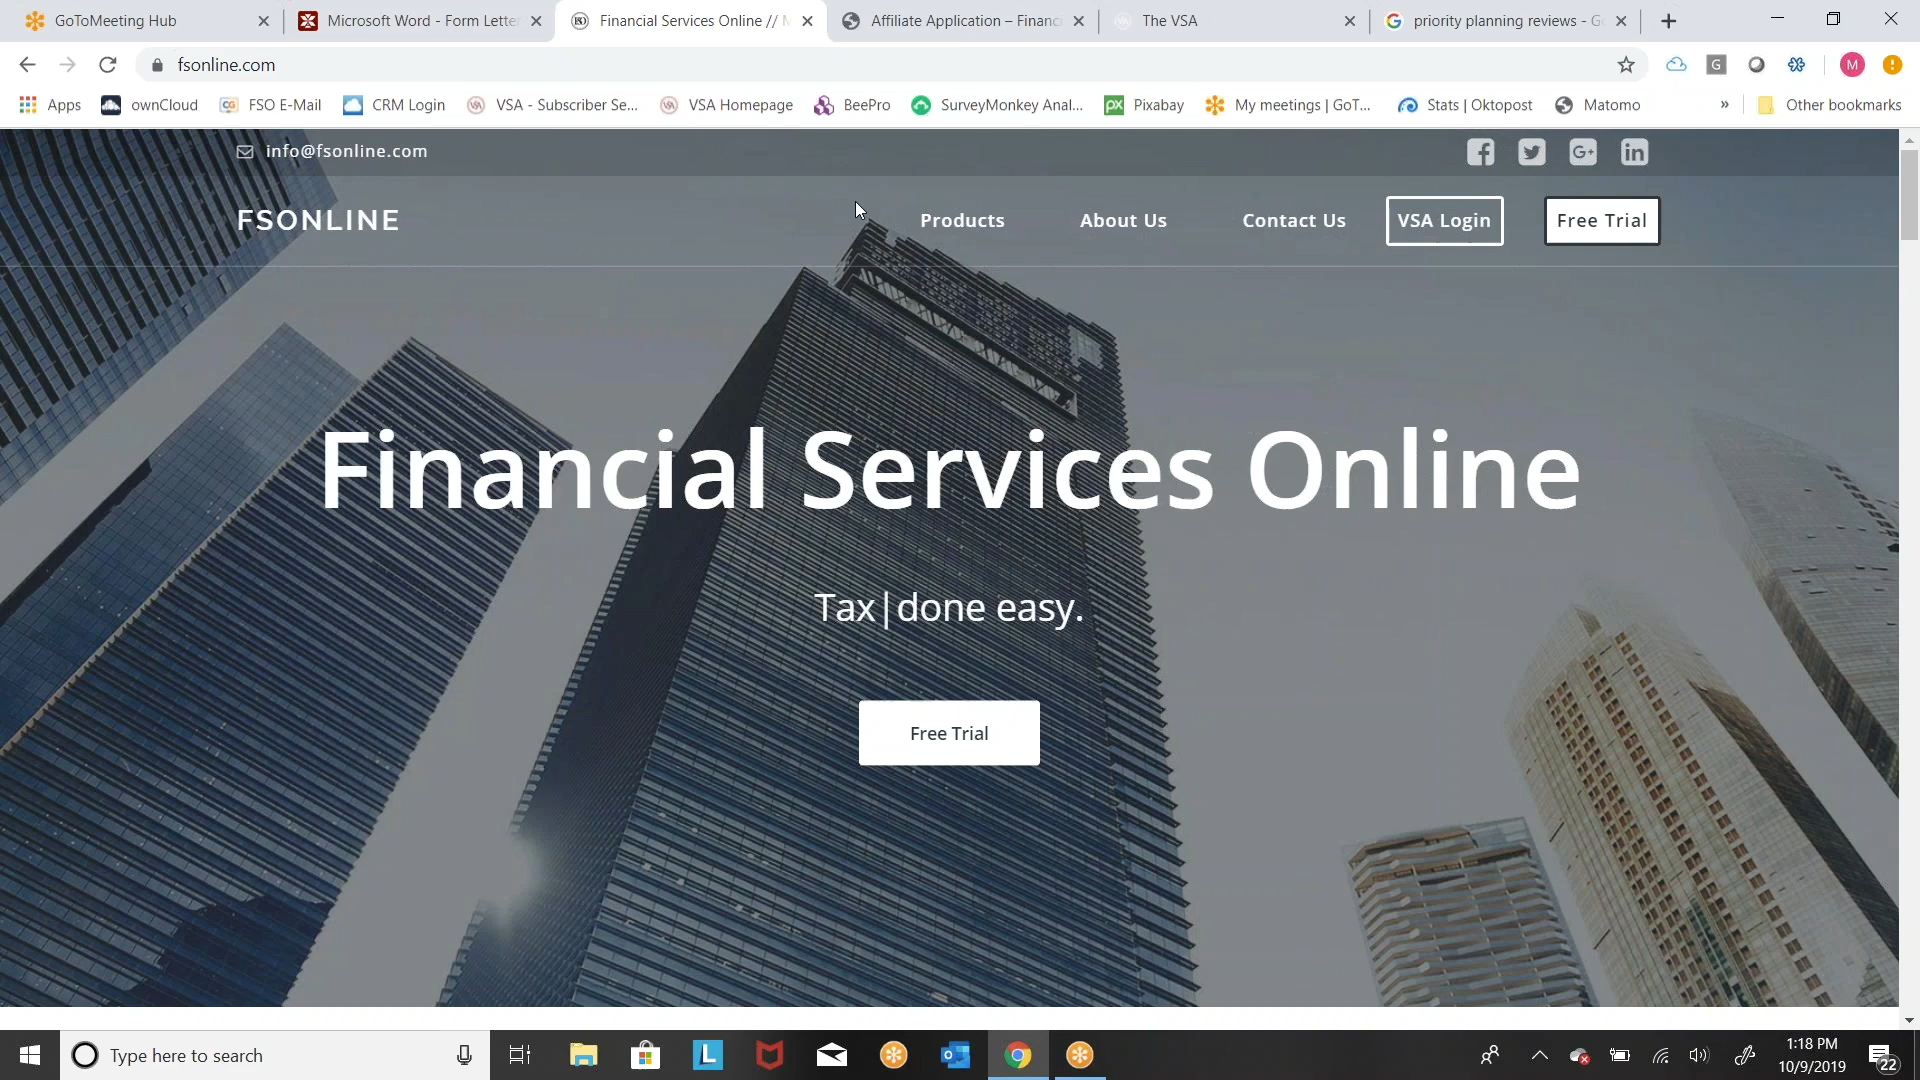 GoToMeeting Hub
Microsoft Word - Form Letter
Financial Services Online //
Affiliate Application – Financ
The VSA
priority planning reviews - G
fsonline.com
G
M
Apps
ownCloud
FSO E-Mail
CRM Login
VSA - Subscriber Se...
VSA Homepage
BeePro
SurveyMonkey Anal...
Pixabay
My meetings | GoT...
Stats | Oktopost
Matomo
»
Other bookmarks
info@fsonline.com
FSONLINE
Products
About Us
Contact Us
VSA Login
Free Trial
Financial Services Online
Tax|done easy.
Free Trial
Type here to search
1:18 PM
10/9/2019
22